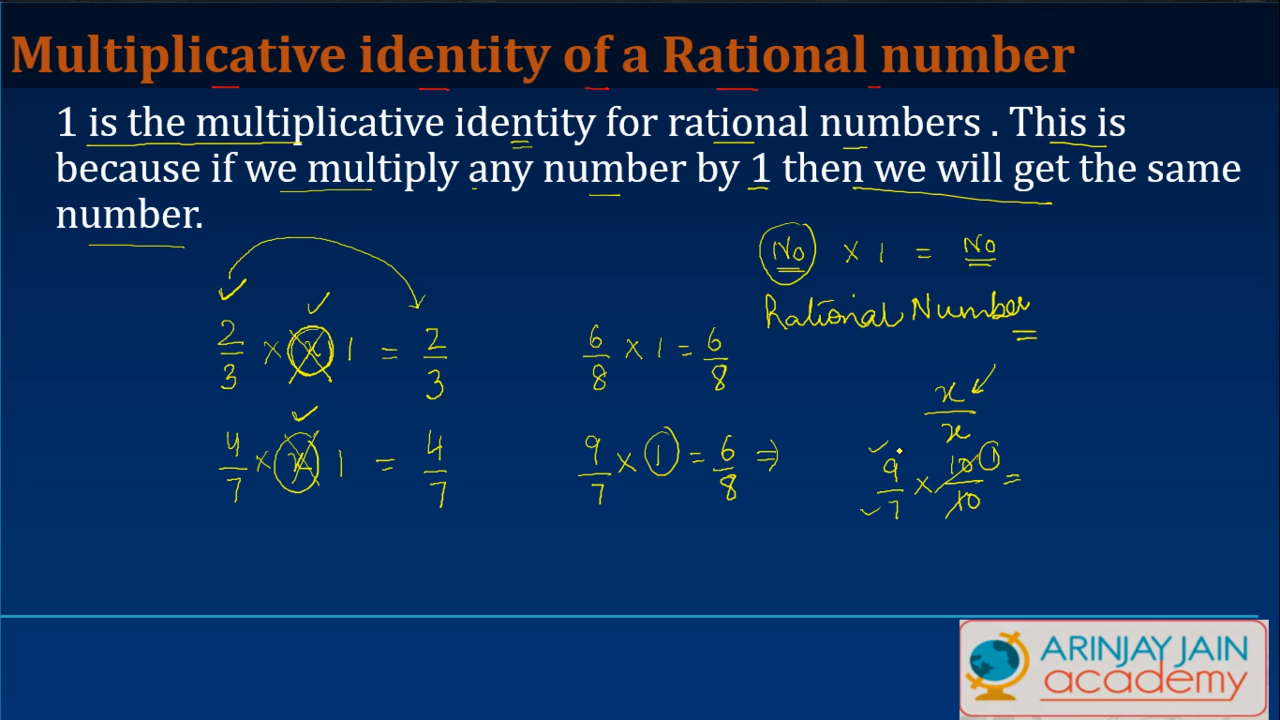 Multiplicative identity of a Rational number
1 is the multiplicative identity for rational numbers . This is
because if we multiply any number by 1 then we will get the same
number.
No × 1 = No
Rational Number
2/3 × x 1 = 2/3
6/8 × 1 = 6/8
x/x
4/7 × x 1 = 4/7
9/7 × 1 = 6/8 ⇒
9/7 × 10/10 1 =
ARINJAY JAIN
academy